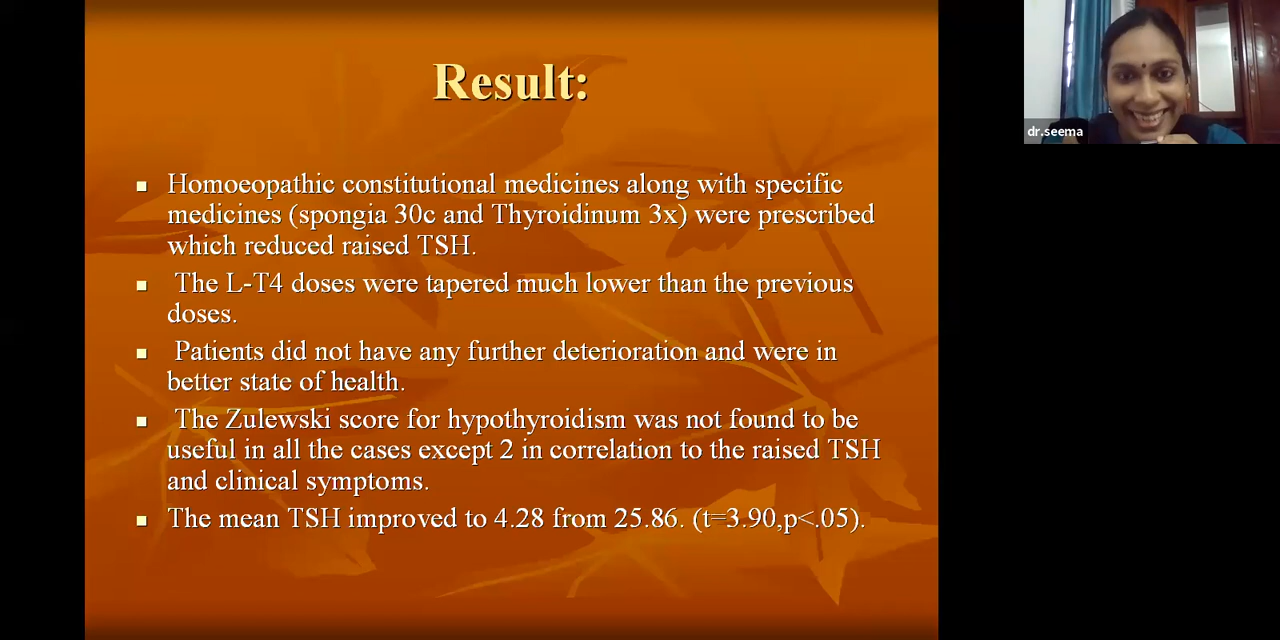 Result:
Homoeopathic constitutional medicines along with specific
medicines (spongia 30c and Thyroidinum 3x) were prescribed
which reduced raised TSH.
The L-T4 doses were tapered much lower than the previous
doses.
Patients did not have any further deterioration and were in
better state of health.
The Zulewski score for hypothyroidism was not found to be
useful in all the cases except 2 in correlation to the raised TSH
and clinical symptoms.
The mean TSH improved to 4.28 from 25.86. (t=3.90,p<.05).
dr.seema